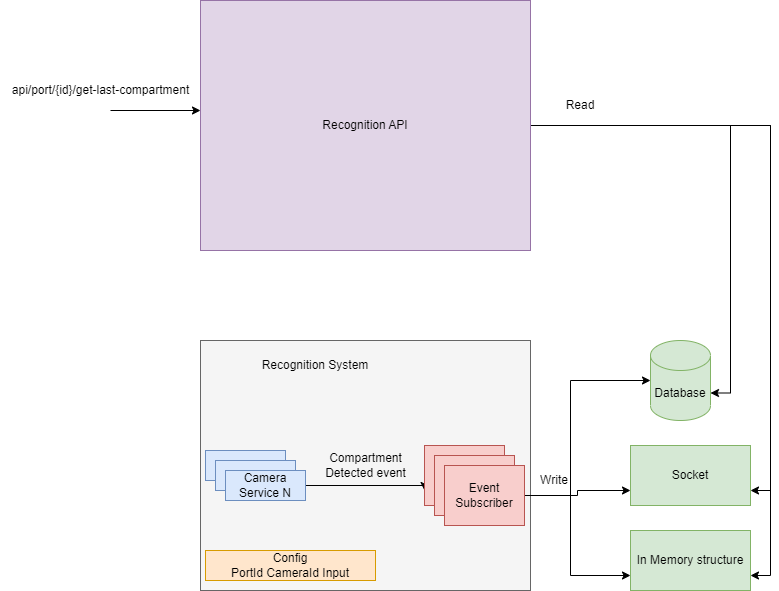 api/port/{id}/get-last-compartment
Recognition API
Read
Recognition System
Database
Compartment
Detected event
Camera
Service N
Event
Subscriber
Write
Socket
Config
PortId CameraId Input
In Memory structure